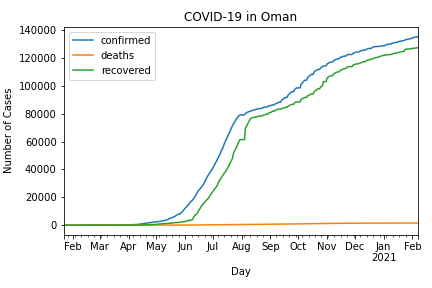 COVID-19 in Oman
140000
120000
100000
80000
60000
40000
20000
0
Number of Cases
confirmed
deaths
recovered
Feb Mar Apr May Jun Jul Aug Sep Oct Nov Dec Jan Feb
2021
Day